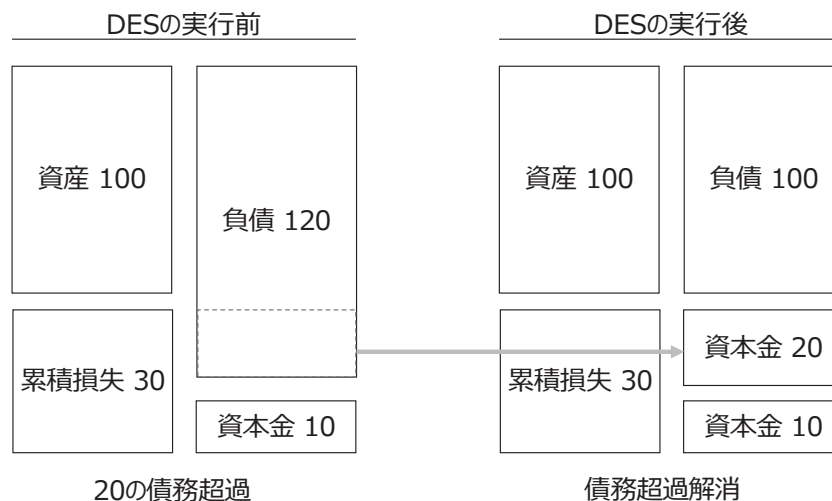 DESの実行前
資産 100
負債 120
累積損失 30
資本金 10
20の債務超過
DESの実行後
資産 100
負債 100
累積損失 30
資本金 20
資本金 10
債務超過解消